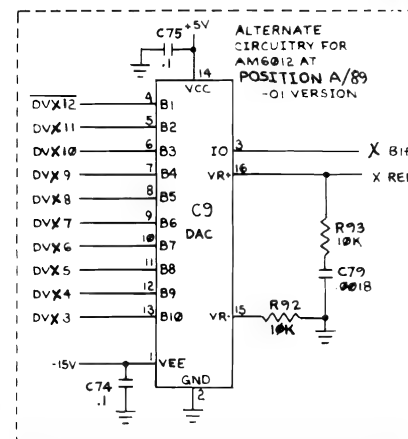 +5V
C75
.1
ALTERNATE
CIRCUITRY FOR
AM6012 AT
POSITION A/89
-01 VERSION
14
VCC
DVX12 4 B1
DVX11 5 B2
DVX10 6 B3
DVX9 7 B4
DVX8 8 B5
DVX7 9 B6
DVX6 10 B7
DVX5 11 B8
DVX4 12 B9
DVX3 13 B10
C9
DAC
IO 3
VR+ 16
X REF
R93
10K
C79
.0018
VR- 15
R92
10K
-15V 1 VEE
C74
.1
GND
2